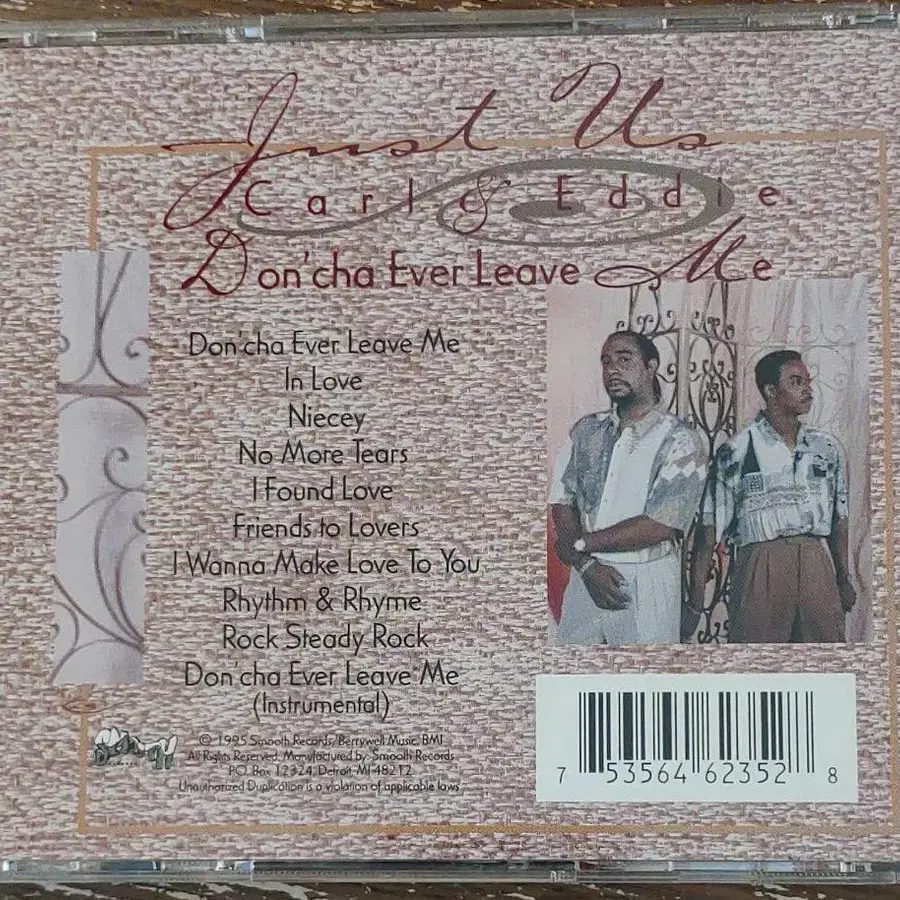 Just Us
Carl & Eddie
Don'cha Ever Leave Me
Don'cha Ever Leave Me
In Love
Niecey
No More Tears
I Found Love
Friends to Lovers
I Wanna Make Love To You
Rhythm & Rhyme
Rock Steady Rock
Don'cha Ever Leave Me
(Instrumental)
© 1995 Smooth Records/Berrywell Music, BMI
All Rights Reserved. Manufactured by Smooth Records
P.O. Box 12324, Detroit, MI 48212
Unauthorized Duplication is a violation of applicable laws
7 53564 62352 8